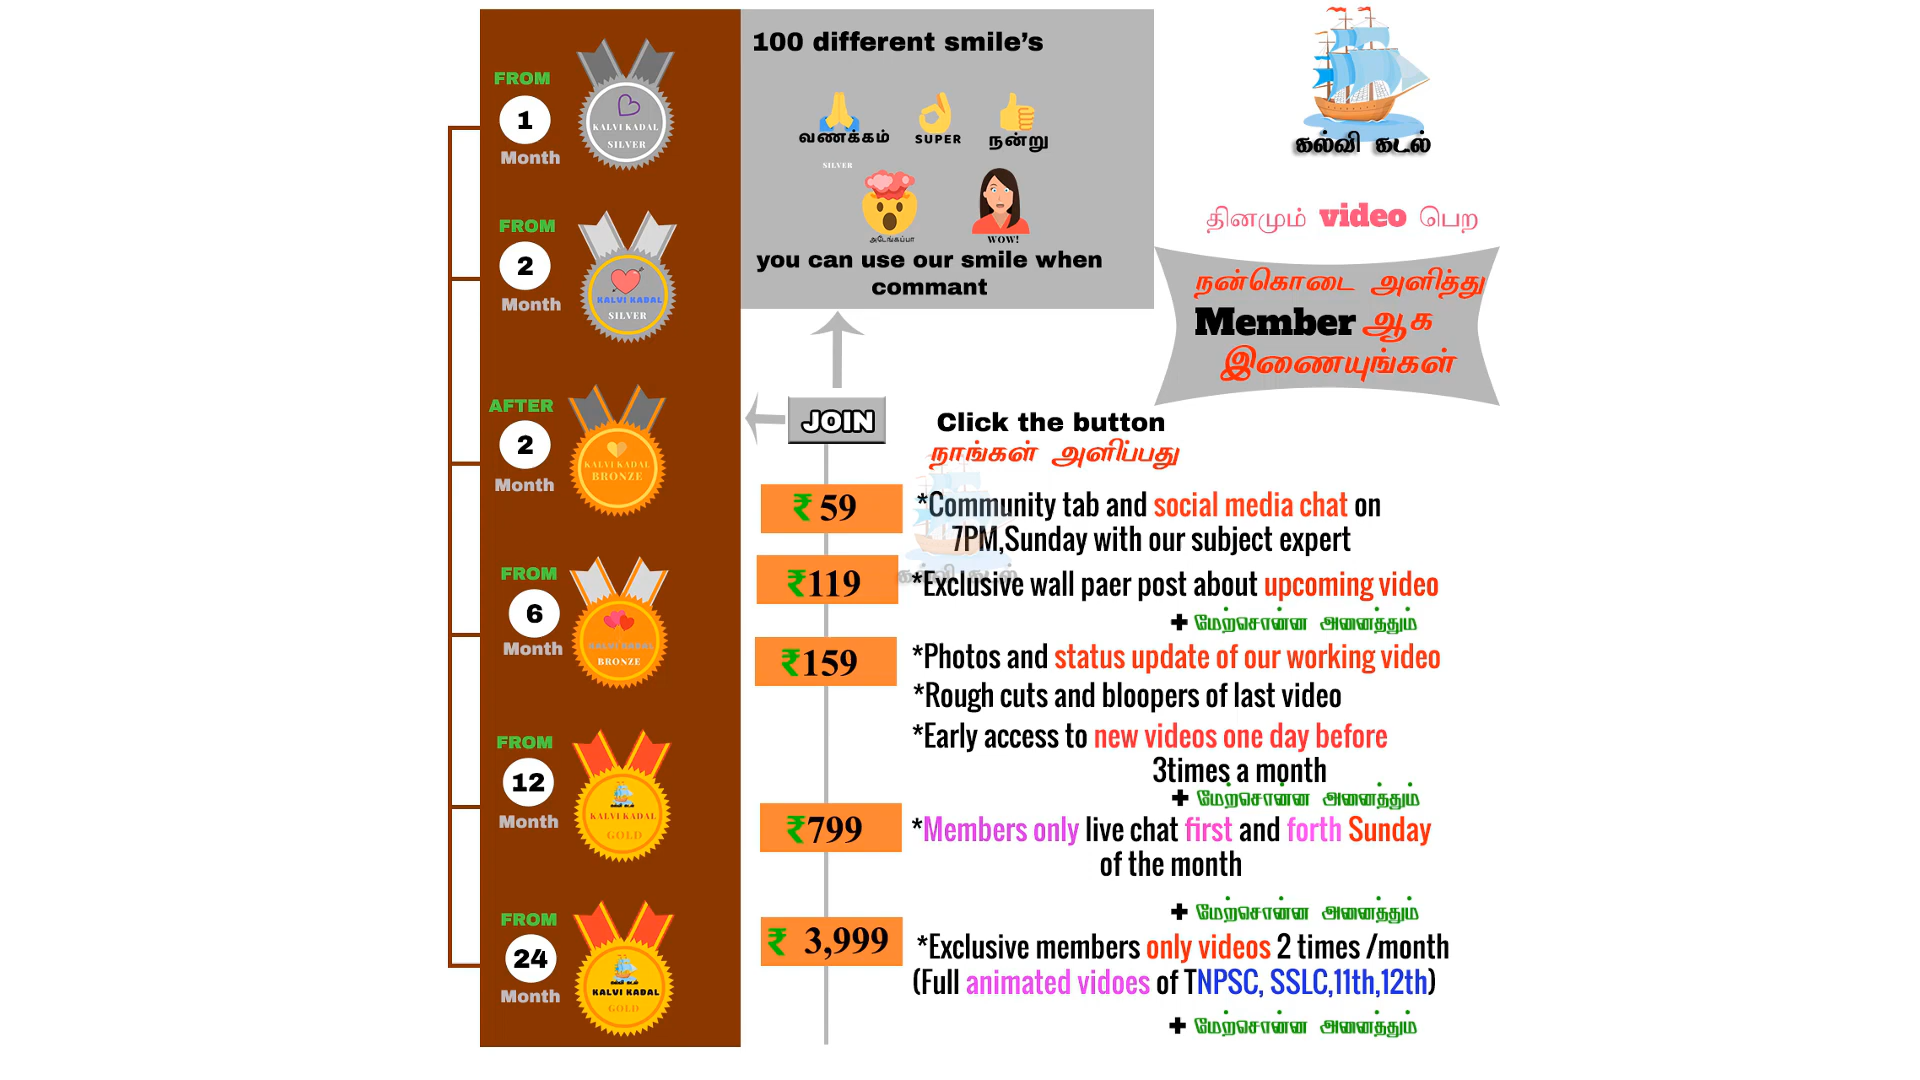 FROM
1
Month
KALVI KADAL
SILVER
FROM
2
Month
KALVI KADAL
SILVER
AFTER
2
Month
KALVI KADAL
BRONZE
FROM
6
Month
KALVI KADAL
BRONZE
FROM
12
Month
KALVI KADAL
GOLD
FROM
24
Month
KALVI KADAL
GOLD
100 different smile's
வணக்கம்
SUPER
நன்று
SILVER
அடேங்கப்பா
WOW!
you can use our smile when
commant
கல்வி கடல்
தினமும் video பெற
நன்கொடை அளித்து
Member ஆக
இணையுங்கள்
JOIN
Click the button
நாங்கள் அளிப்பது
₹ 59
*Community tab and social media chat on
7PM,Sunday with our subject expert
கல்வி கடல்
₹119
*Exclusive wall paer post about upcoming video
+ மேற்சொன்ன அனைத்தும்
₹159
*Photos and status update of our working video
*Rough cuts and bloopers of last video
*Early access to new videos one day before
3times a month
+ மேற்சொன்ன அனைத்தும்
₹799
*Members only live chat first and forth Sunday
of the month
+ மேற்சொன்ன அனைத்தும்
₹ 3,999
*Exclusive members only videos 2 times /month
(Full animated vidoes of TNPSC, SSLC,11th,12th)
+ மேற்சொன்ன அனைத்தும்